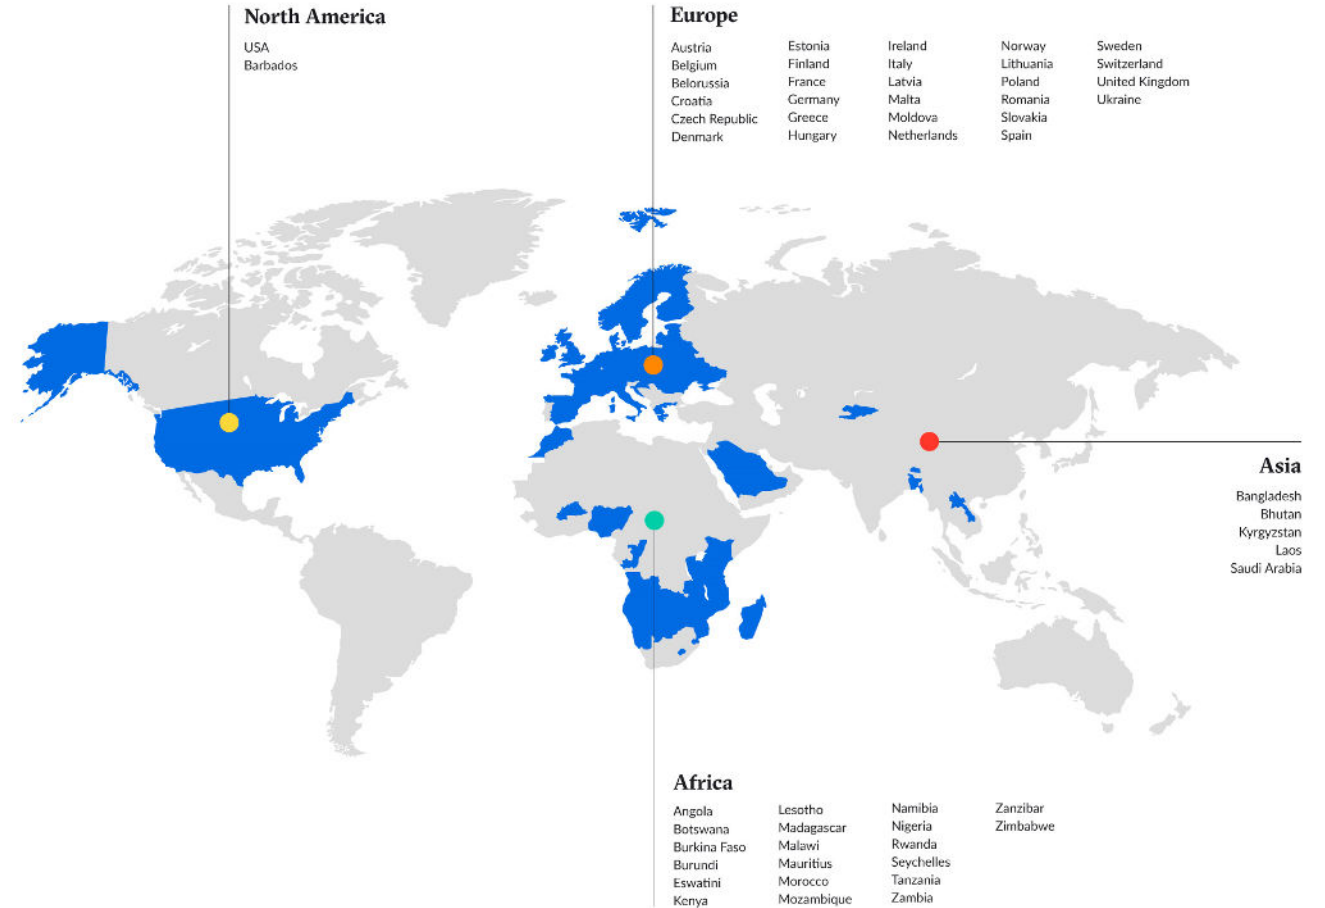 North America
USA
Barbados
Europe
Austria
Belgium
Belorussia
Croatia
Czech Republic
Denmark
Estonia
Finland
France
Germany
Greece
Hungary
Ireland
Italy
Latvia
Malta
Moldova
Netherlands
Norway
Lithuania
Poland
Romania
Slovakia
Spain
Sweden
Switzerland
United Kingdom
Ukraine
Asia
Bangladesh
Bhutan
Kyrgyzstan
Laos
Saudi Arabia
Africa
Angola
Botswana
Burkina Faso
Burundi
Eswatini
Kenya
Lesotho
Madagascar
Malawi
Mauritius
Morocco
Mozambique
Namibia
Nigeria
Rwanda
Seychelles
Tanzania
Zambia
Zanzibar
Zimbabwe